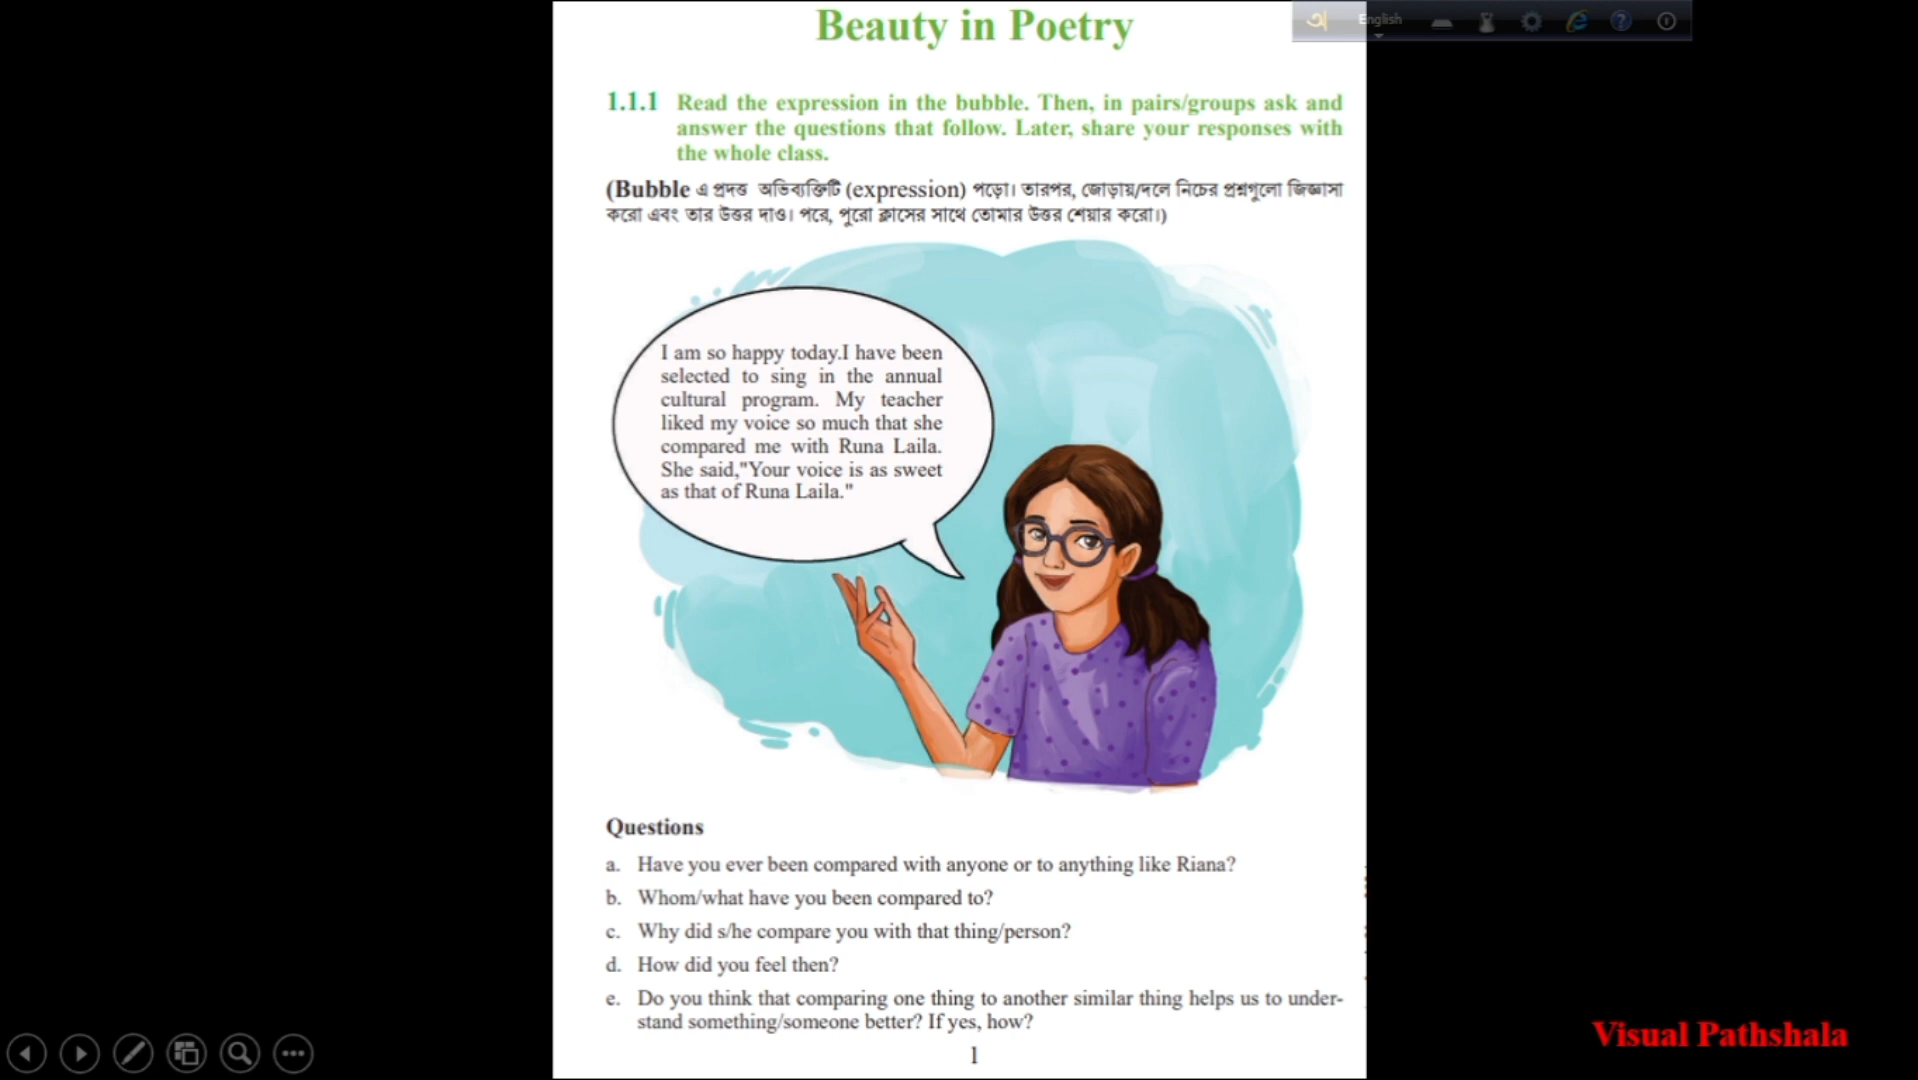 Beauty in Poetry
অ English
1.1.1 Read the expression in the bubble. Then, in pairs/groups ask and
answer the questions that follow. Later, share your responses with
the whole class.
(Bubble এ প্রদত্ত অভিব্যক্তিটি (expression) পড়ো। তারপর, জোড়ায়/দলে নিচের প্রশ্নগুলো জিজ্ঞাসা
করো এবং তার উত্তর দাও। পরে, পুরো ক্লাসের সাথে তোমার উত্তর শেয়ার করো।)
I am so happy today.I have been
selected to sing in the annual
cultural program. My teacher
liked my voice so much that she
compared me with Runa Laila.
She said,"Your voice is as sweet
as that of Runa Laila."
Questions
a. Have you ever been compared with anyone or to anything like Riana?
b. Whom/what have you been compared to?
c. Why did s/he compare you with that thing/person?
d. How did you feel then?
e. Do you think that comparing one thing to another similar thing helps us to under-
stand something/someone better? If yes, how?
1
Visual Pathshala